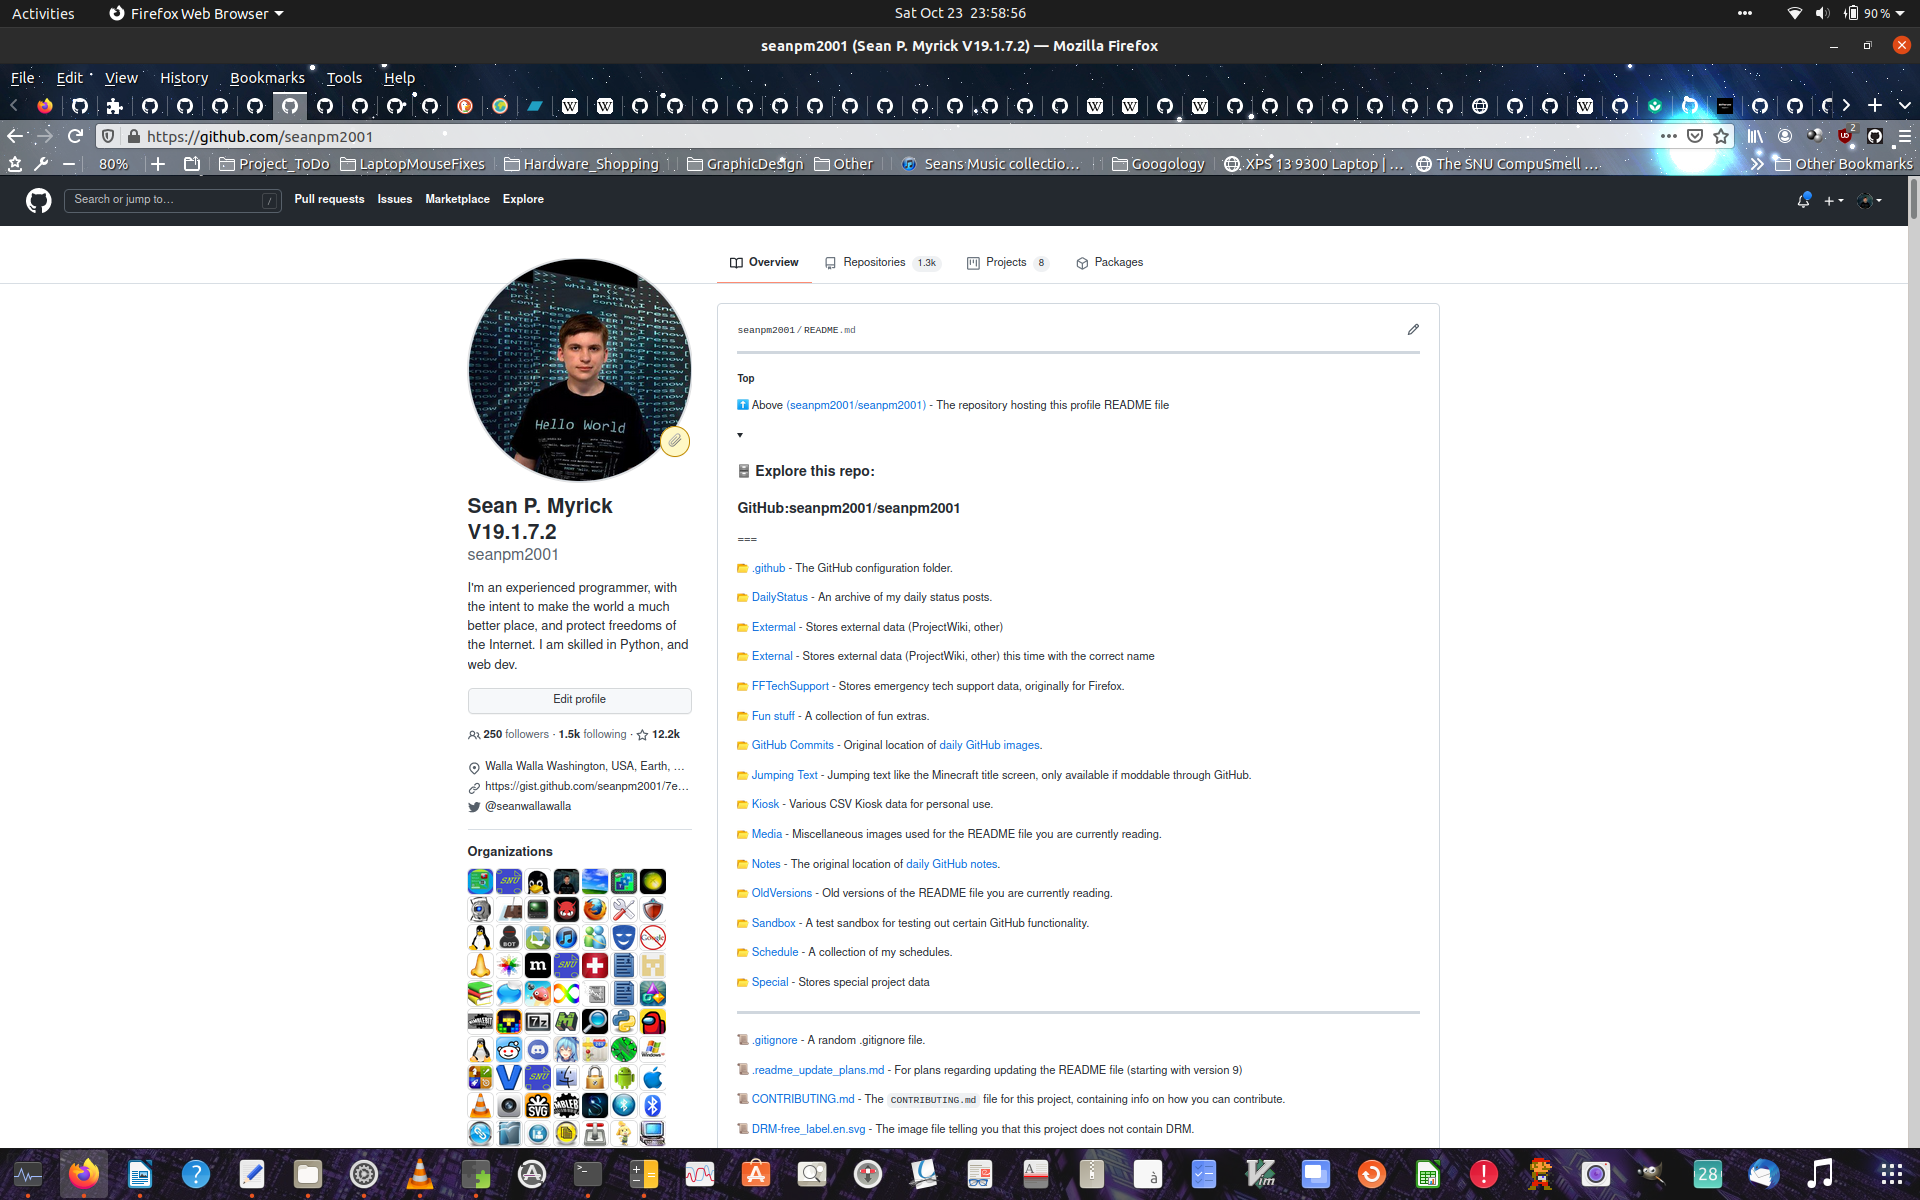 Activities
Firefox Web Browser
Sat Oct 23 23:58:56
90 %
seanpm2001 (Sean P. Myrick V19.1.7.2) — Mozilla Firefox
File Edit View History Bookmarks Tools Help
https://github.com/seanpm2001
2
80%
Project_ToDo
LaptopMouseFixes
Hardware_Shopping
GraphicDesign
Other
Seans Music collectio…
Googology
XPS 13 9300 Laptop | …
The SNU CompuSmell …
Other Bookmarks
Search or jump to…
/
Pull requests Issues Marketplace Explore
Overview
Repositories 1.3k
Projects 8
Packages
Hello World
Sean P. Myrick
V19.1.7.2
seanpm2001
I'm an experienced programmer, with
the intent to make the world a much
better place, and protect freedoms of
the Internet. I am skilled in Python, and
web dev.
Edit profile
250 followers · 1.5k following · 12.2k
Walla Walla Washington, USA, Earth, …
https://gist.github.com/seanpm2001/7e…
@seanwallawalla
Organizations
seanpm2001/README.md
Top
Above (seanpm2001/seanpm2001) - The repository hosting this profile README file
Explore this repo:
GitHub:seanpm2001/seanpm2001
===
.github - The GitHub configuration folder.
DailyStatus - An archive of my daily status posts.
Extermal - Stores external data (ProjectWiki, other)
External - Stores external data (ProjectWiki, other) this time with the correct name
FFTechSupport - Stores emergency tech support data, originally for Firefox.
Fun stuff - A collection of fun extras.
GitHub Commits - Original location of daily GitHub images.
Jumping Text - Jumping text like the Minecraft title screen, only available if moddable through GitHub.
Kiosk - Various CSV Kiosk data for personal use.
Media - Miscellaneous images used for the README file you are currently reading.
Notes - The original location of daily GitHub notes.
OldVersions - Old versions of the README file you are currently reading.
Sandbox - A test sandbox for testing out certain GitHub functionality.
Schedule - A collection of my schedules.
Special - Stores special project data
.gitignore - A random .gitignore file.
.readme_update_plans.md - For plans regarding updating the README file (starting with version 9)
CONTRIBUTING.md - The CONTRIBUTING.md file for this project, containing info on how you can contribute.
DRM-free_label.en.svg - The image file telling you that this project does not contain DRM.
28